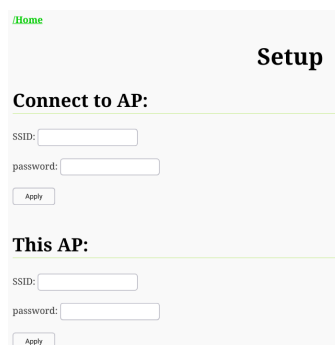 /Home
Setup
Connect to AP:
SSID:
password:
Apply
This AP:
SSID:
password:
Apply